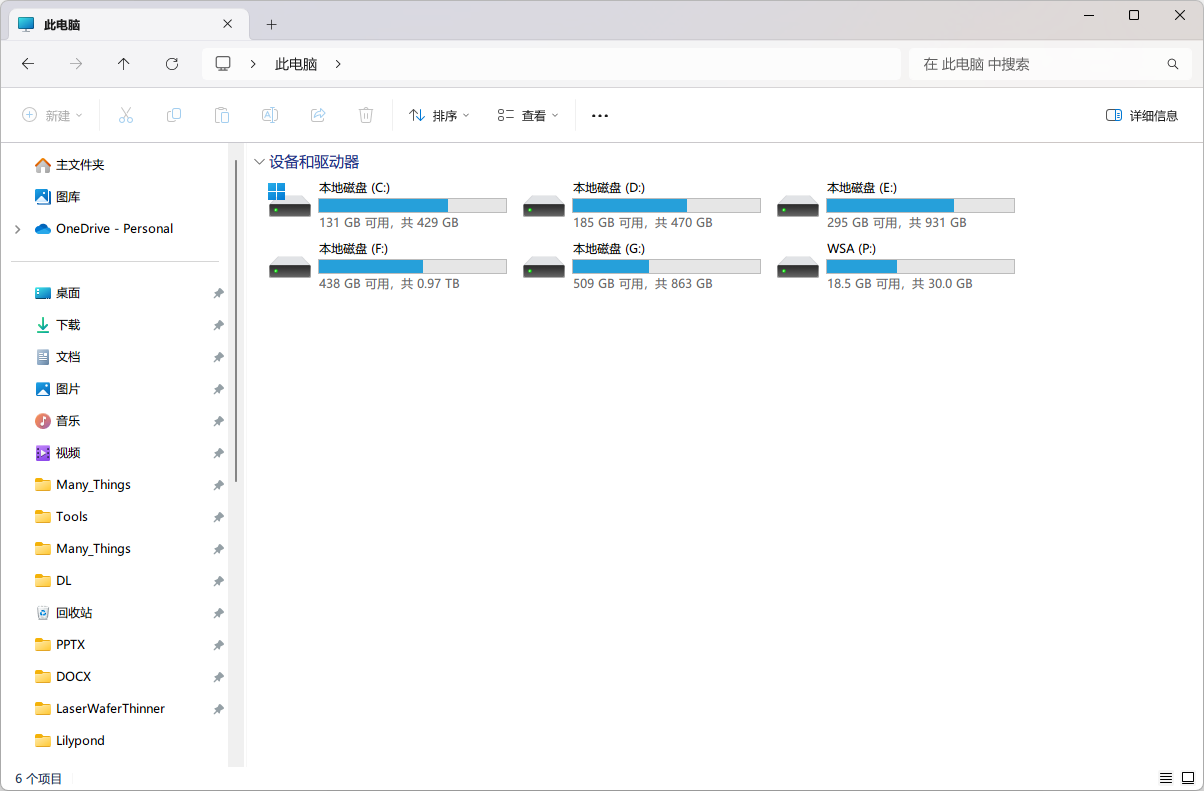 此电脑
此电脑
在 此电脑 中搜索
新建
排序
查看
详细信息
主文件夹
图库
OneDrive - Personal
桌面
下载
文档
图片
音乐
视频
Many_Things
Tools
Many_Things
DL
回收站
PPTX
DOCX
LaserWaferThinner
Lilypond
设备和驱动器
本地磁盘 (C:)
131 GB 可用，共 429 GB
本地磁盘 (D:)
185 GB 可用，共 470 GB
本地磁盘 (E:)
295 GB 可用，共 931 GB
本地磁盘 (F:)
438 GB 可用，共 0.97 TB
本地磁盘 (G:)
509 GB 可用，共 863 GB
WSA (P:)
18.5 GB 可用，共 30.0 GB
6 个项目